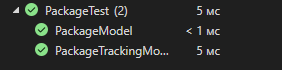 PackageTest (2) 5 мс
PackageModel < 1 мс
PackageTrackingMo... 5 мс